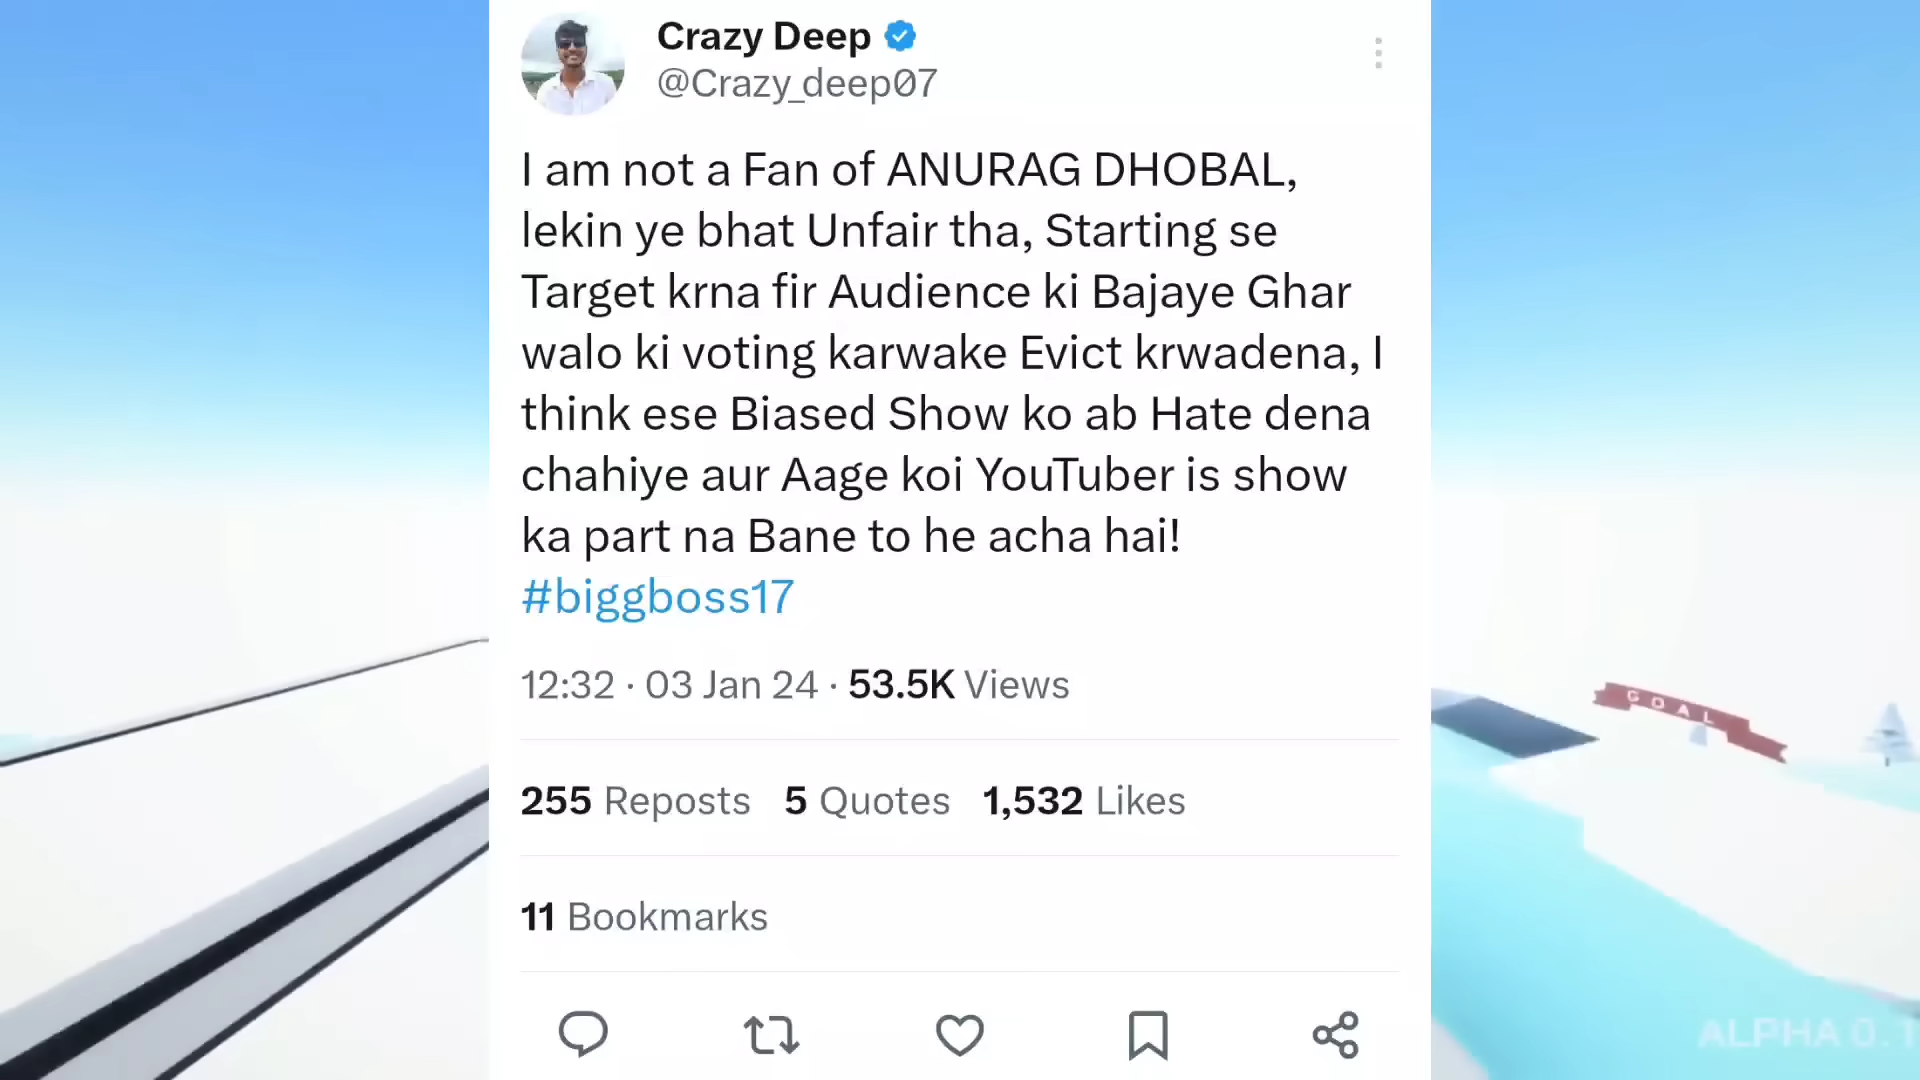 Crazy Deep
@Crazy_deep07
I am not a Fan of ANURAG DHOBAL,
lekin ye bhat Unfair tha, Starting se
Target krna fir Audience ki Bajaye Ghar
walo ki voting karwake Evict krwadena, I
think ese Biased Show ko ab Hate dena
chahiye aur Aage koi YouTuber is show
ka part na Bane to he acha hai!
#biggboss17
12:32 · 03 Jan 24 · 53.5K Views
GOAL
255 Reposts 5 Quotes 1,532 Likes
11 Bookmarks
ALPHA 0.1